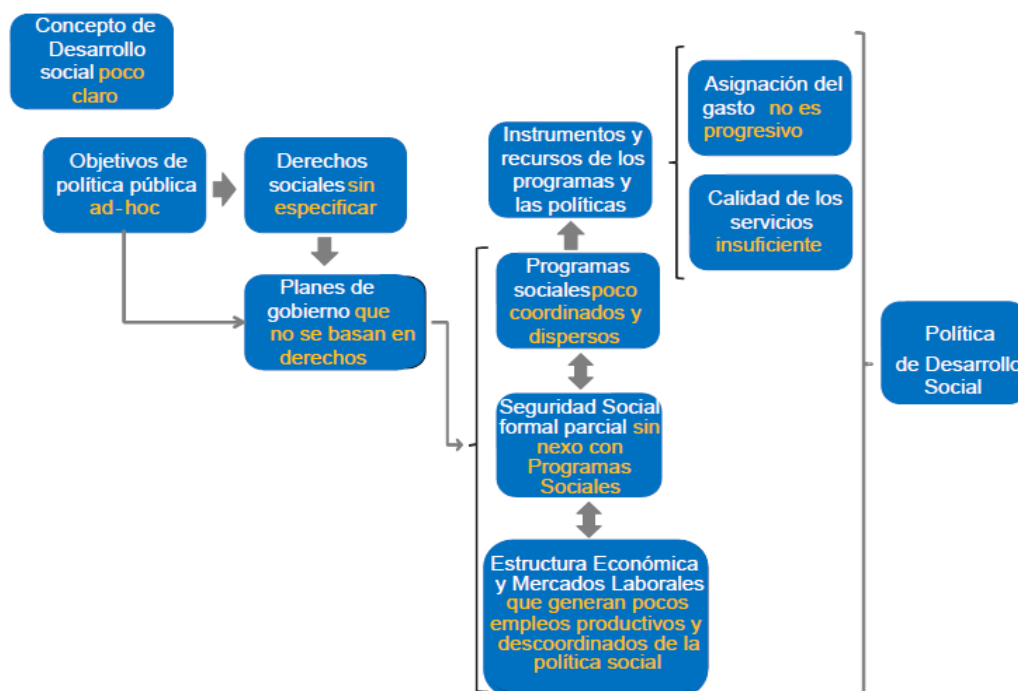 Concepto de
Desarrollo
social poco
claro
Objetivos de
política pública
ad-hoc
Derechos
sociales sin
especificar
Planes de
gobierno que
no se basan en
derechos
Instrumentos y
recursos de los
programas y
las políticas
Programas
sociales poco
coordinados y
dispersos
Seguridad Social
formal parcial sin
nexo con
Programas
Sociales
Estructura Económica
y Mercados Laborales
que generan pocos
empleos productivos y
descoordinados de la
política social
Asignación del
gasto no es
progresivo
Calidad de los
servicios
insuficiente
Política
de Desarrollo
Social